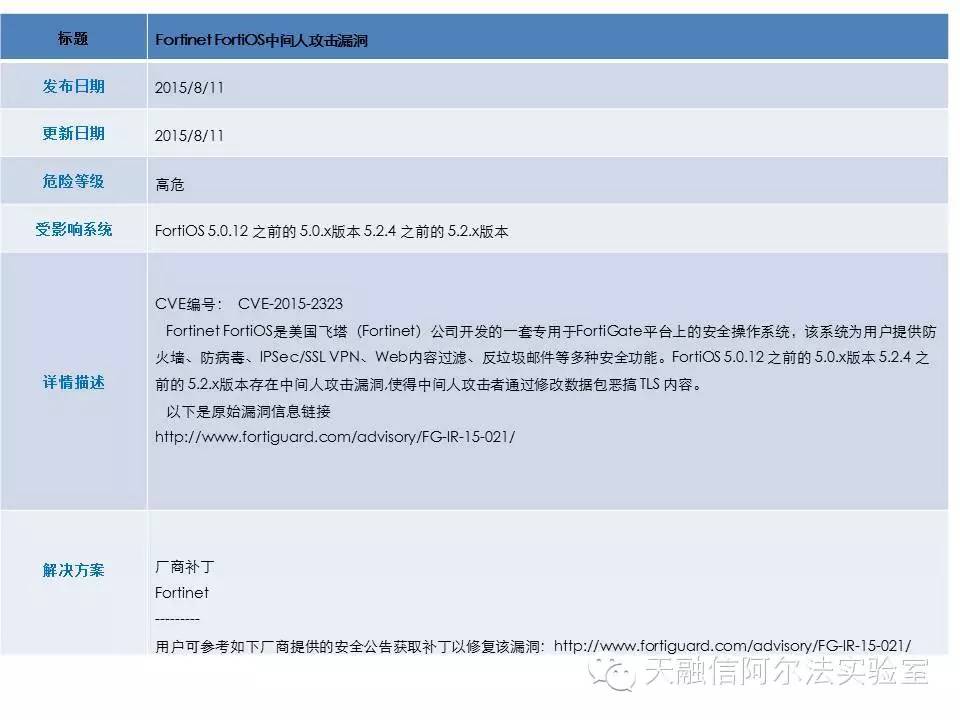 标题 Fortinet FortiOS中间人攻击漏洞
发布日期 2015/8/11
更新日期 2015/8/11
危险等级 高危
受影响系统 FortiOS 5.0.12 之前的 5.0.x版本 5.2.4 之前的 5.2.x版本
CVE编号: CVE-2015-2323
Fortinet FortiOS是美国飞塔（Fortinet）公司开发的一套专用于FortiGate平台上的安全操作系统，该系统为用户提供防
火墙、防病毒、IPSec/SSL VPN、Web内容过滤、反垃圾邮件等多种安全功能。FortiOS 5.0.12 之前的 5.0.x版本 5.2.4 之
详情描述 前的 5.2.x版本存在中间人攻击漏洞,使得中间人攻击者通过修改数据包恶搞 TLS 内容。
以下是原始漏洞信息链接
http://www.fortiguard.com/advisory/FG-IR-15-021/
解决方案 厂商补丁
Fortinet
---------
用户可参考如下厂商提供的安全公告获取补丁以修复该漏洞：http://www.fortiguard.com/advisory/FG-IR-15-021/
天融信阿尔法实验室